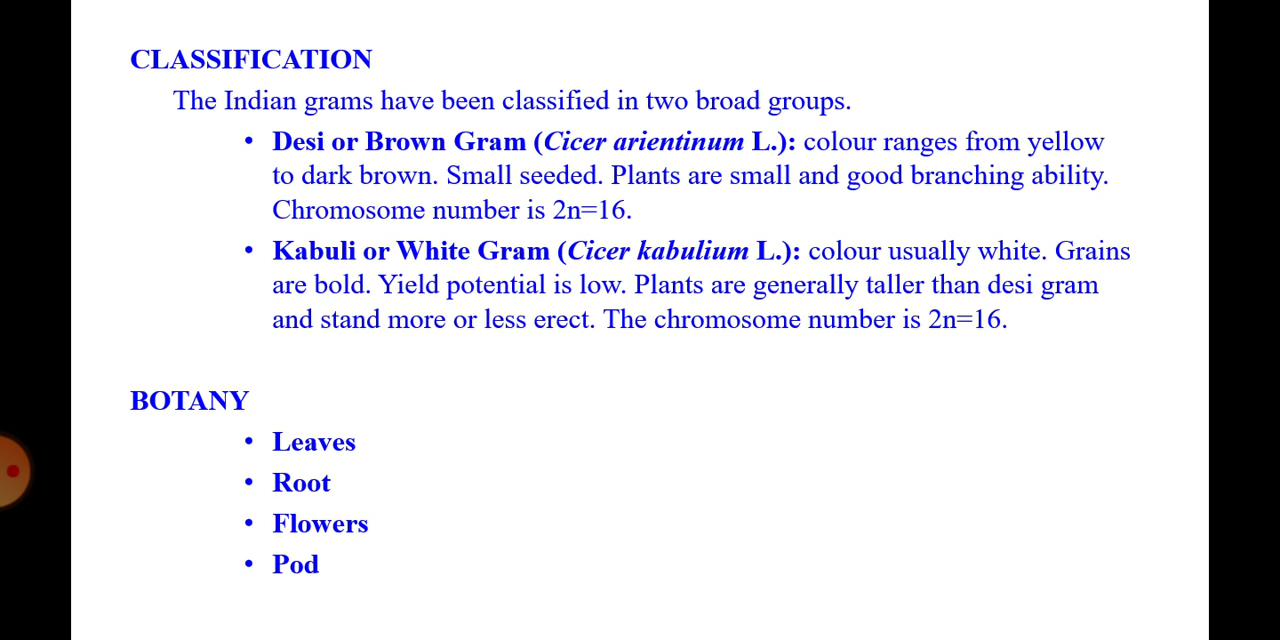 CLASSIFICATION
The Indian grams have been classified in two broad groups.
• Desi or Brown Gram (Cicer arientinum L.): colour ranges from yellow
to dark brown. Small seeded. Plants are small and good branching ability.
Chromosome number is 2n=16.
• Kabuli or White Gram (Cicer kabulium L.): colour usually white. Grains
are bold. Yield potential is low. Plants are generally taller than desi gram
and stand more or less erect. The chromosome number is 2n=16.
BOTANY
• Leaves
• Root
• Flowers
• Pod